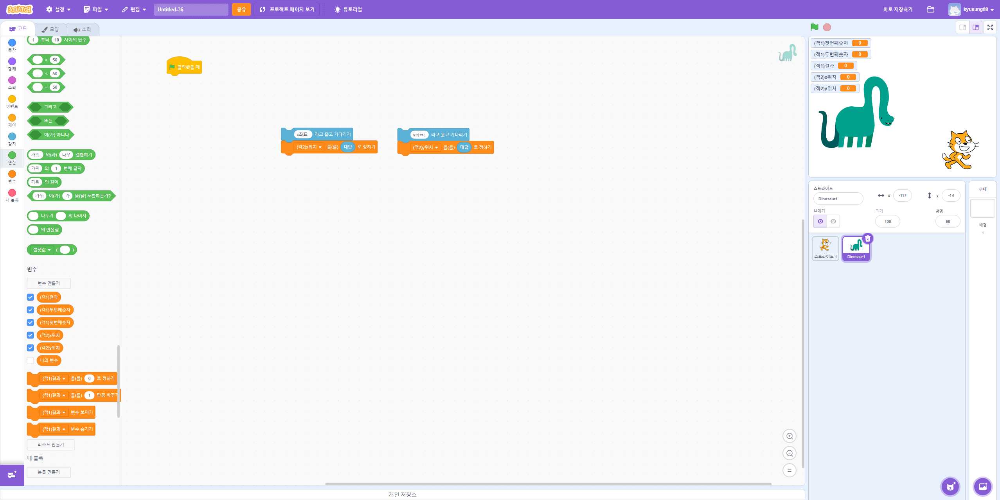 SCRATCH 설정 파일 편집 Untitled-36 공유 프로젝트 페이지 보기 튜토리얼 바로 저장하기 kyusung88
코드 모양 소리
동작
형태
소리
이벤트
제어
감지
연산
변수
내 블록
1 부터 10 사이의 난수
> 50
< 50
= 50
그리고
또는
이(가) 아니다
가위 와(과) 나무 결합하기
가위 의 1 번째 글자
가위 의 길이
가위 이(가) 가 을(를) 포함하는가?
나누기 의 나머지
의 반올림
절댓값 ( )
변수
변수 만들기
(객1)결과
(객1)두번째숫자
(객1)첫번째숫자
(객2)x위치
(객2)y위치
나의 변수
(객1)결과 을(를) 0 로 정하기
(객1)결과 을(를) 1 만큼 바꾸기
(객1)결과 변수 보이기
(객1)결과 변수 숨기기
리스트 만들기
내 블록
블록 만들기
클릭했을 때
x좌표: 라고 묻고 기다리기
(객2)x위치 을(를) 대답 로 정하기
y좌표: 라고 묻고 기다리기
(객2)y위치 을(를) 대답 로 정하기
개인 저장소
(객1)첫번째숫자 0
(객1)두번째숫자 0
(객1)결과 0
(객2)x위치 0
(객2)y위치 0
스프라이트
Dinosaur1 x -117 y -14
보이기 크기 방향
100 90
스프라이트 1 Dinosaur1
무대
배경
1